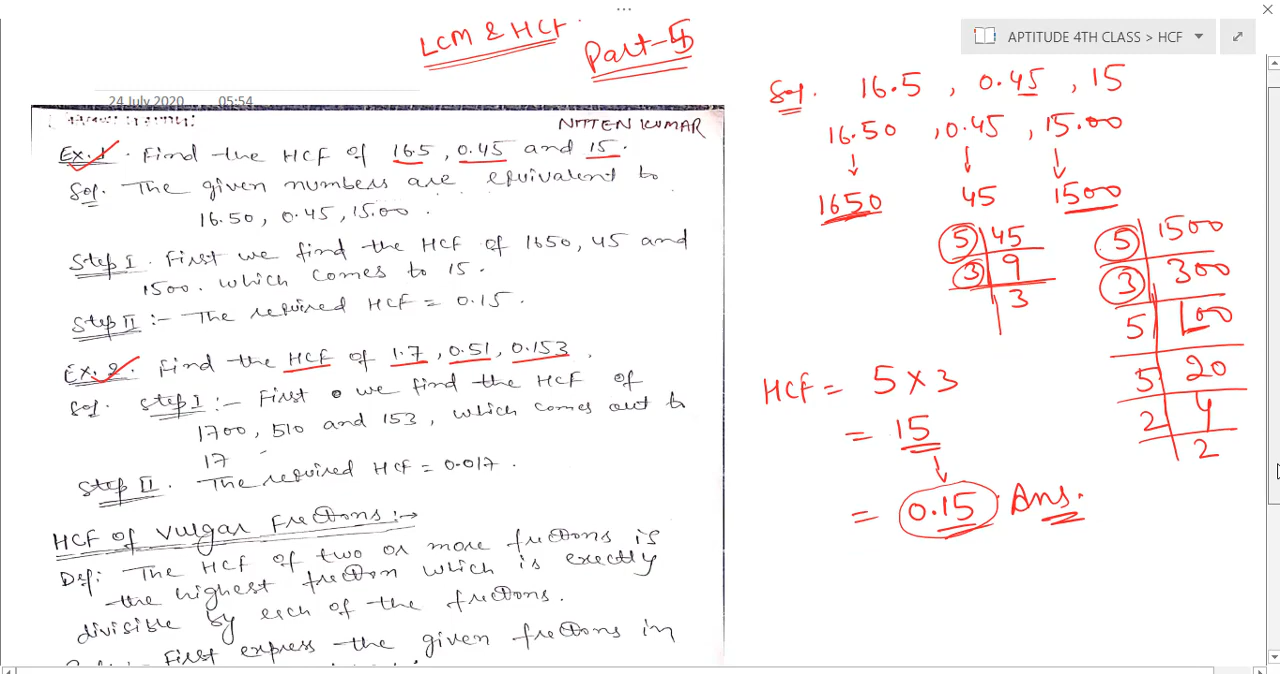 LCM & HCF
Part-5
APTITUDE 4TH CLASS > HCF
24 July 2020 05:54
NITTEN KUMAR
Ex. 1. Find the HCF of 16.5, 0.45 and 15.
Sol. The given numbers are equivalent to
16.50, 0.45, 15.00.
Step I. First we find the HCF of 1650, 45 and
1500. which comes to 15.
Step II :- The required HCF = 0.15.
Ex. 2. Find the HCF of 1.7, 0.51, 0.153.
Sol. Step I :- First we find the HCF of
1700, 510 and 153, which comes out to
17
Step II. The required HCF = 0.017.
HCF of Vulgar Frections :→
Def: The HCF of two or more frections is
the highest frection which is exectly
divisible by each of the frections.
First express the given frections in
Sol. 16.5, 0.45, 15
16.50, 0.45, 15.00
↓ ↓ ↓
1650 45 1500
5 45
3 9
3
5 1500
3 300
5 100
5 20
2 4
2
HCF = 5 × 3
= 15
↓
= 0.15 Ans.